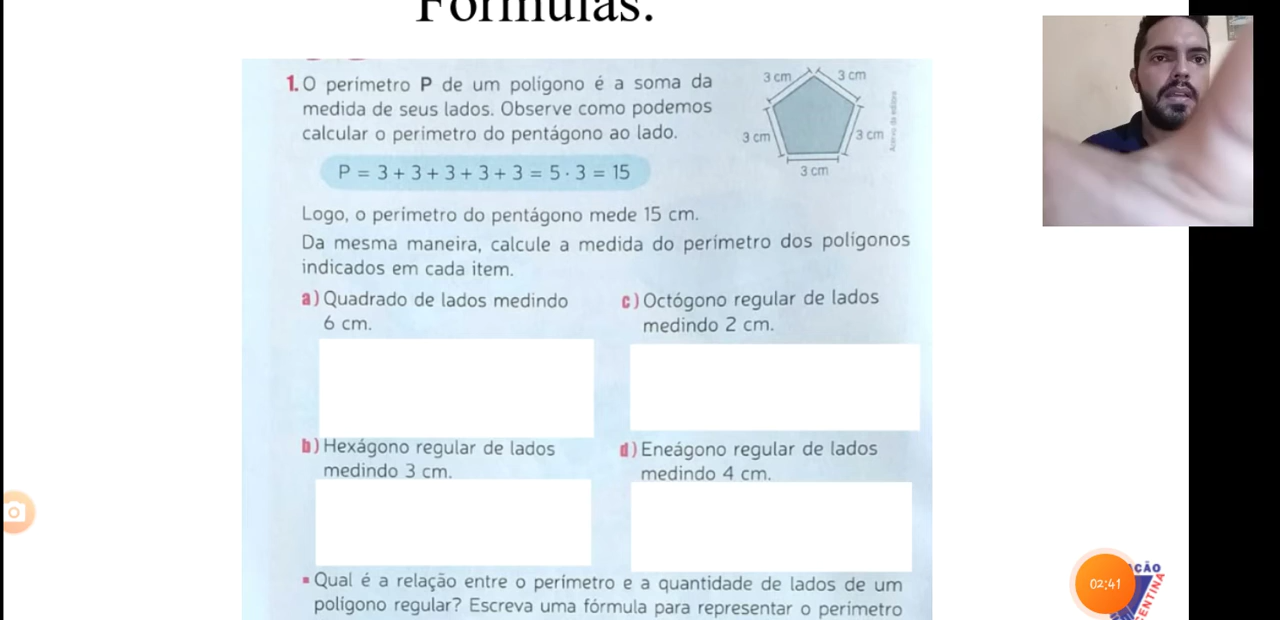 Fórmulas.
1. O perímetro P de um polígono é a soma da
medida de seus lados. Observe como podemos
calcular o perímetro do pentágono ao lado.
3 cm
3 cm
3 cm
3 cm
3 cm
Acervo da editora
P = 3 + 3 + 3 + 3 + 3 = 5 · 3 = 15
Logo, o perímetro do pentágono mede 15 cm.
Da mesma maneira, calcule a medida do perímetro dos polígonos
indicados em cada item.
a) Quadrado de lados medindo
6 cm.
c) Octógono regular de lados
medindo 2 cm.
b) Hexágono regular de lados
medindo 3 cm.
d) Eneágono regular de lados
medindo 4 cm.
▪ Qual é a relação entre o perímetro e a quantidade de lados de um
polígono regular? Escreva uma fórmula para representar o perímetro
02:41